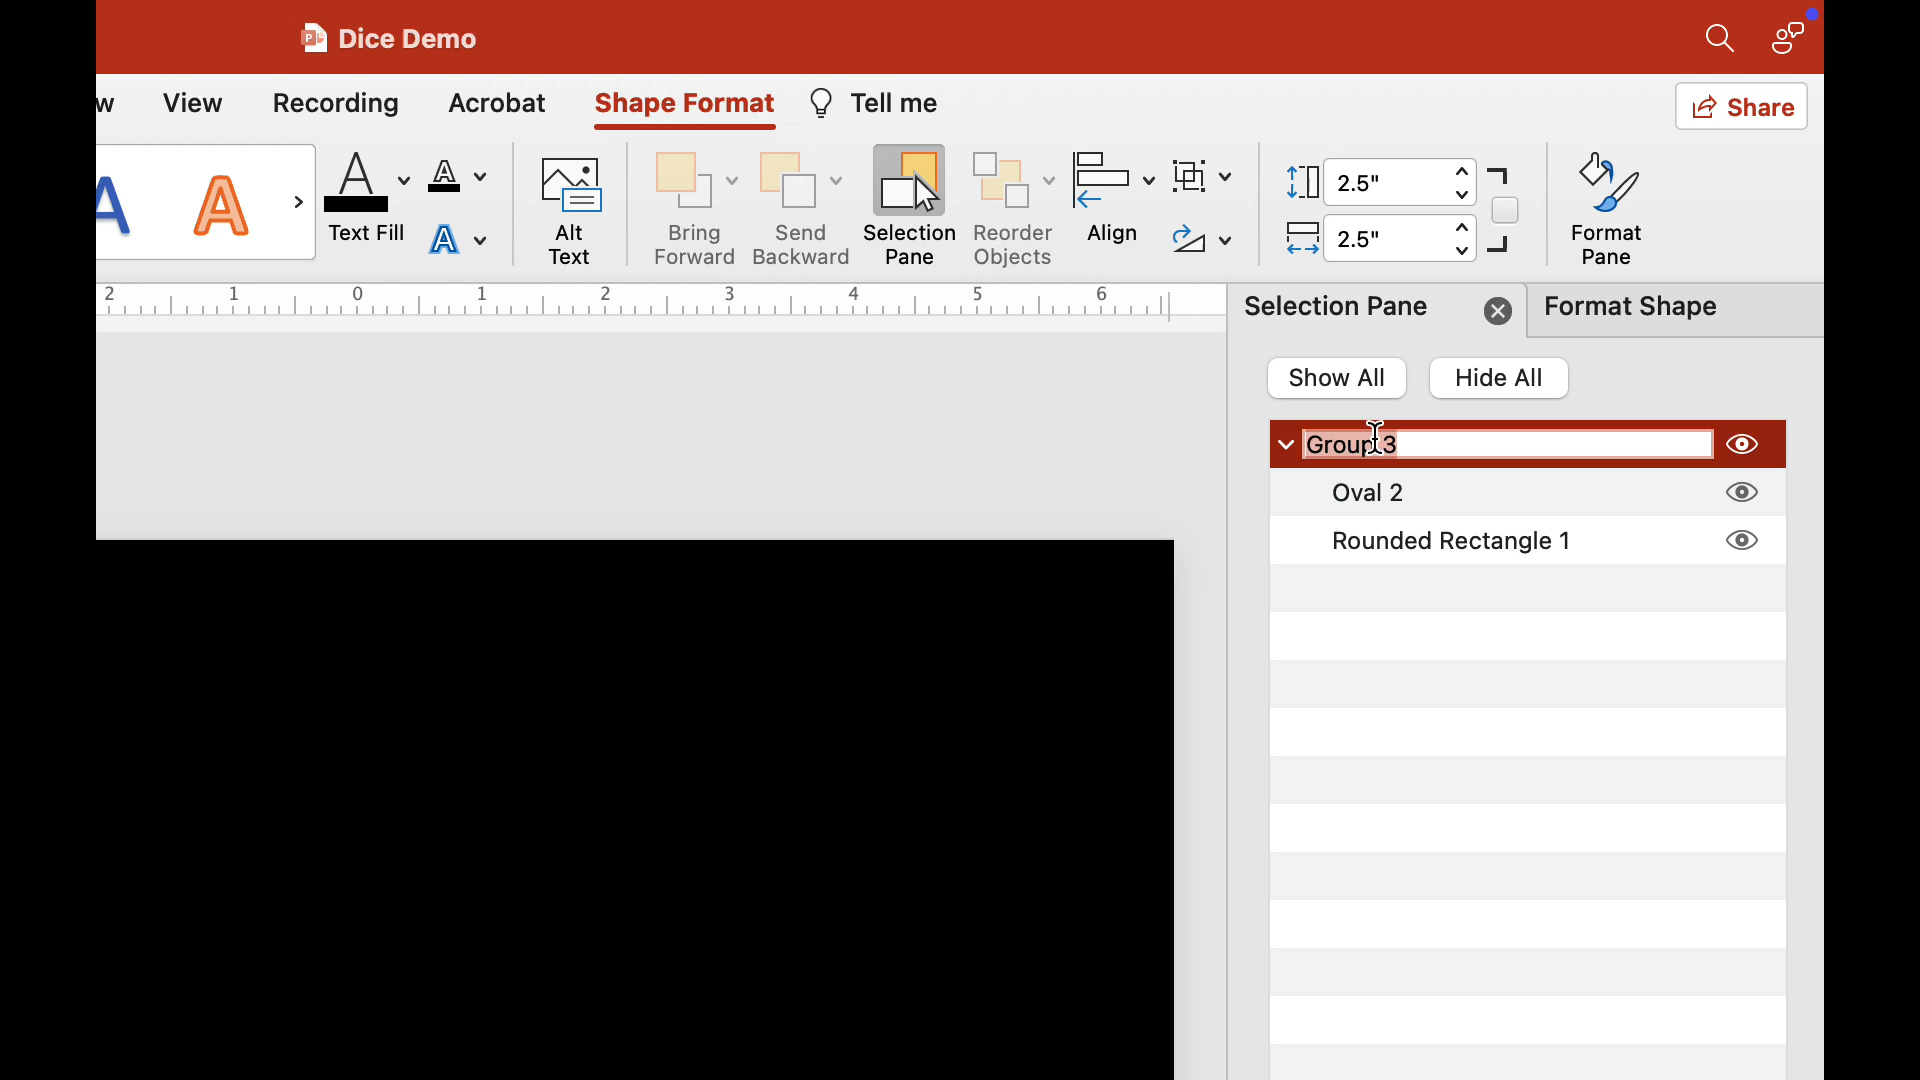 Dice Demo
w View Recording Acrobat Shape Format Tell me
Share
A A
A A
A
Text Fill
Alt
Text
Bring
Forward
Send
Backward
Selection
Pane
Reorder
Objects
Align
2.5"
2.5"
Format
Pane
2 1 0 1 2 3 4 5 6
Selection Pane
Format Shape
Show All
Hide All
Group 3
Oval 2
Rounded Rectangle 1